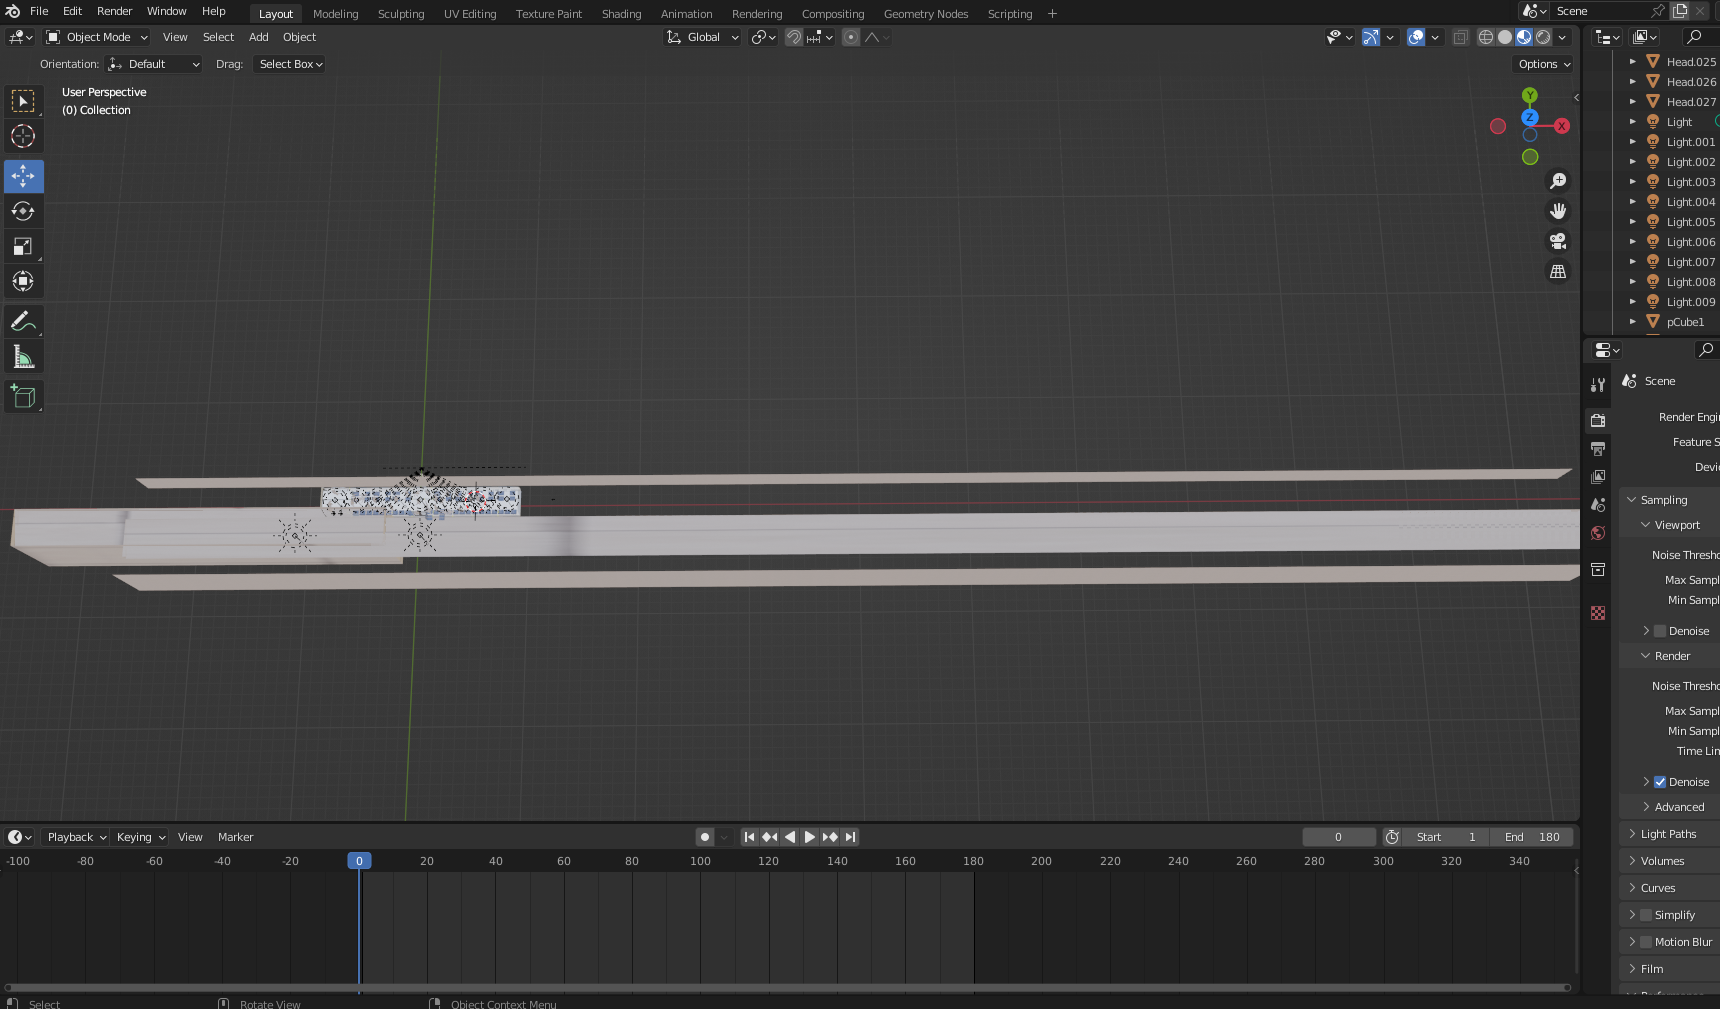 File Edit Render Window Help Layout Modeling Sculpting UV Editing Texture Paint Shading Animation Rendering Compositing Geometry Nodes Scripting + Scene
Object Mode View Select Add Object Global
Orientation: Default Drag: Select Box Options
User Perspective
(0) Collection
Y
Z
X
Head.025
Head.026
Head.027
Light
Light.001
Light.002
Light.003
Light.004
Light.005
Light.006
Light.007
Light.008
Light.009
pCube1
Scene
Render Engi
Feature S
Devi
Sampling
Viewport
Noise Thresho
Max Sampl
Min Sampl
Denoise
Render
Noise Thresho
Max Sampl
Min Sampl
Time Lin
Denoise
Advanced
Light Paths
Volumes
Curves
Simplify
Motion Blur
Film
Playback Keying View Marker 0 Start 1 End 180
-100 -80 -60 -40 -20 0 20 40 60 80 100 120 140 160 180 200 220 240 260 280 300 320 340
Select Rotate View Object Context Menu